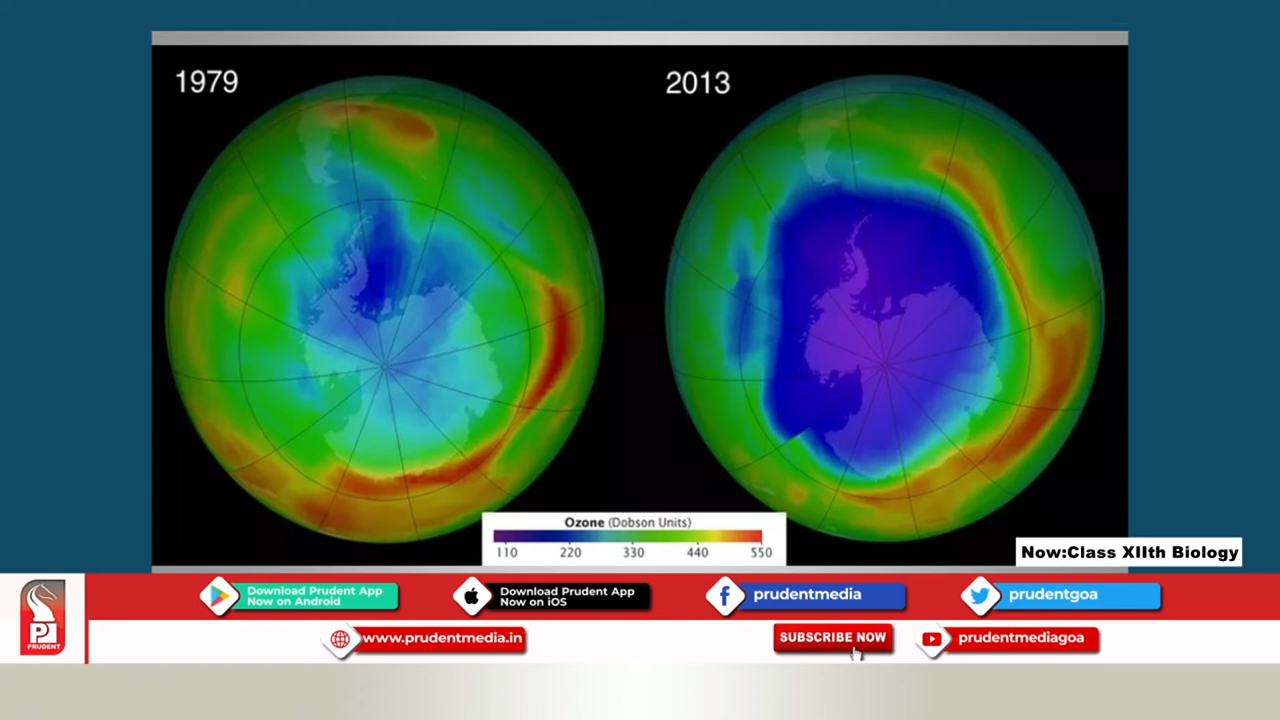 1979
2013
Ozone (Dobson Units)
110 220 330 440 550
Now:Class XIIth Biology
Download Prudent App
Now on Android
Download Prudent App
Now on iOS
prudentmedia
prudentgoa
PRUDENT
www.prudentmedia.in
SUBSCRIBE NOW
prudentmediagoa